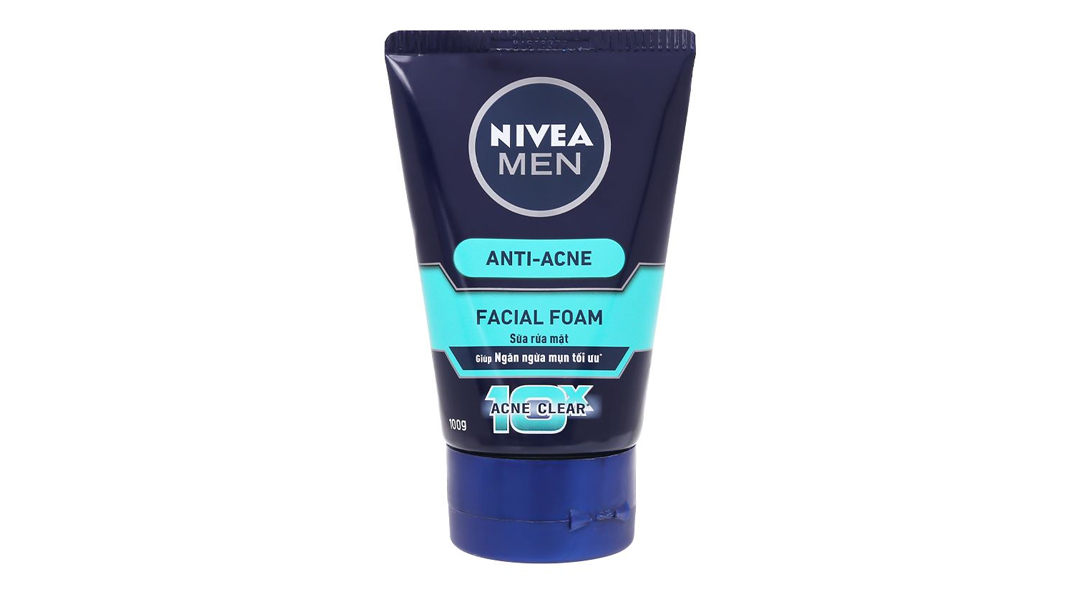 NIVEA
MEN
ANTI-ACNE
FACIAL FOAM
Sữa rửa mặt
Giúp Ngăn ngừa mụn tối ưu*
10X
ACNE CLEAR
100g